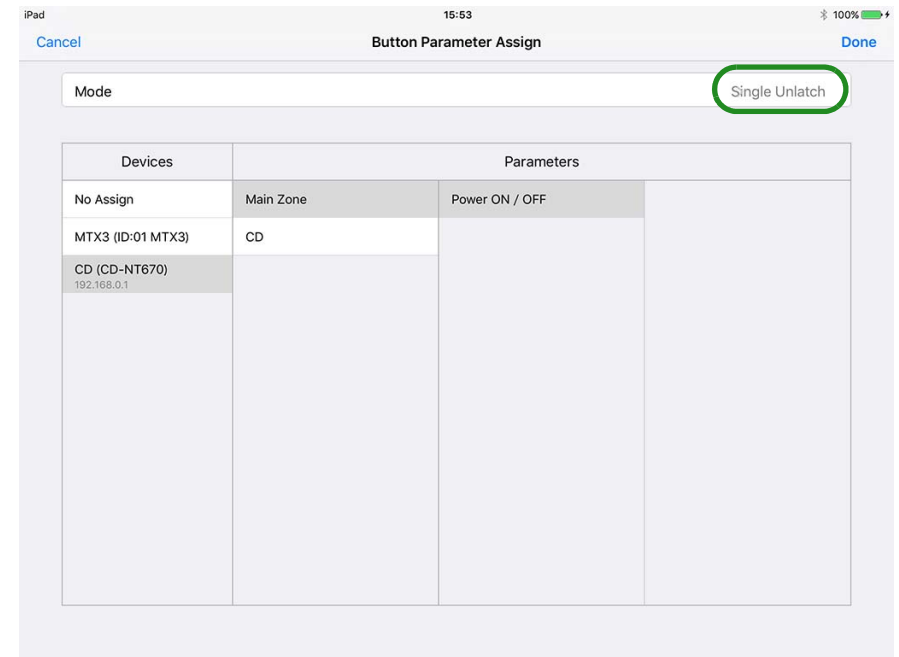 iPad 15:53 100%
Cancel Button Parameter Assign Done
Mode Single Unlatch
Devices Parameters
No Assign Main Zone Power ON / OFF
MTX3 (ID:01 MTX3) CD
CD (CD-NT670)
192.168.0.1